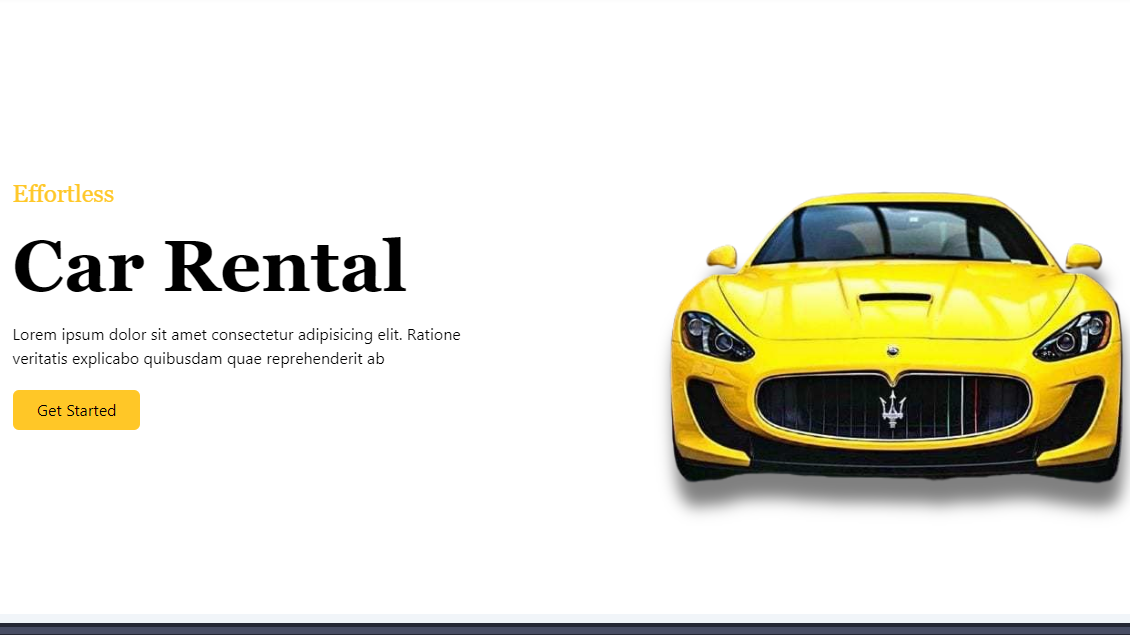 Effortless
Car Rental
Lorem ipsum dolor sit amet consectetur adipisicing elit. Ratione
veritatis explicabo quibusdam quae reprehenderit ab
Get Started